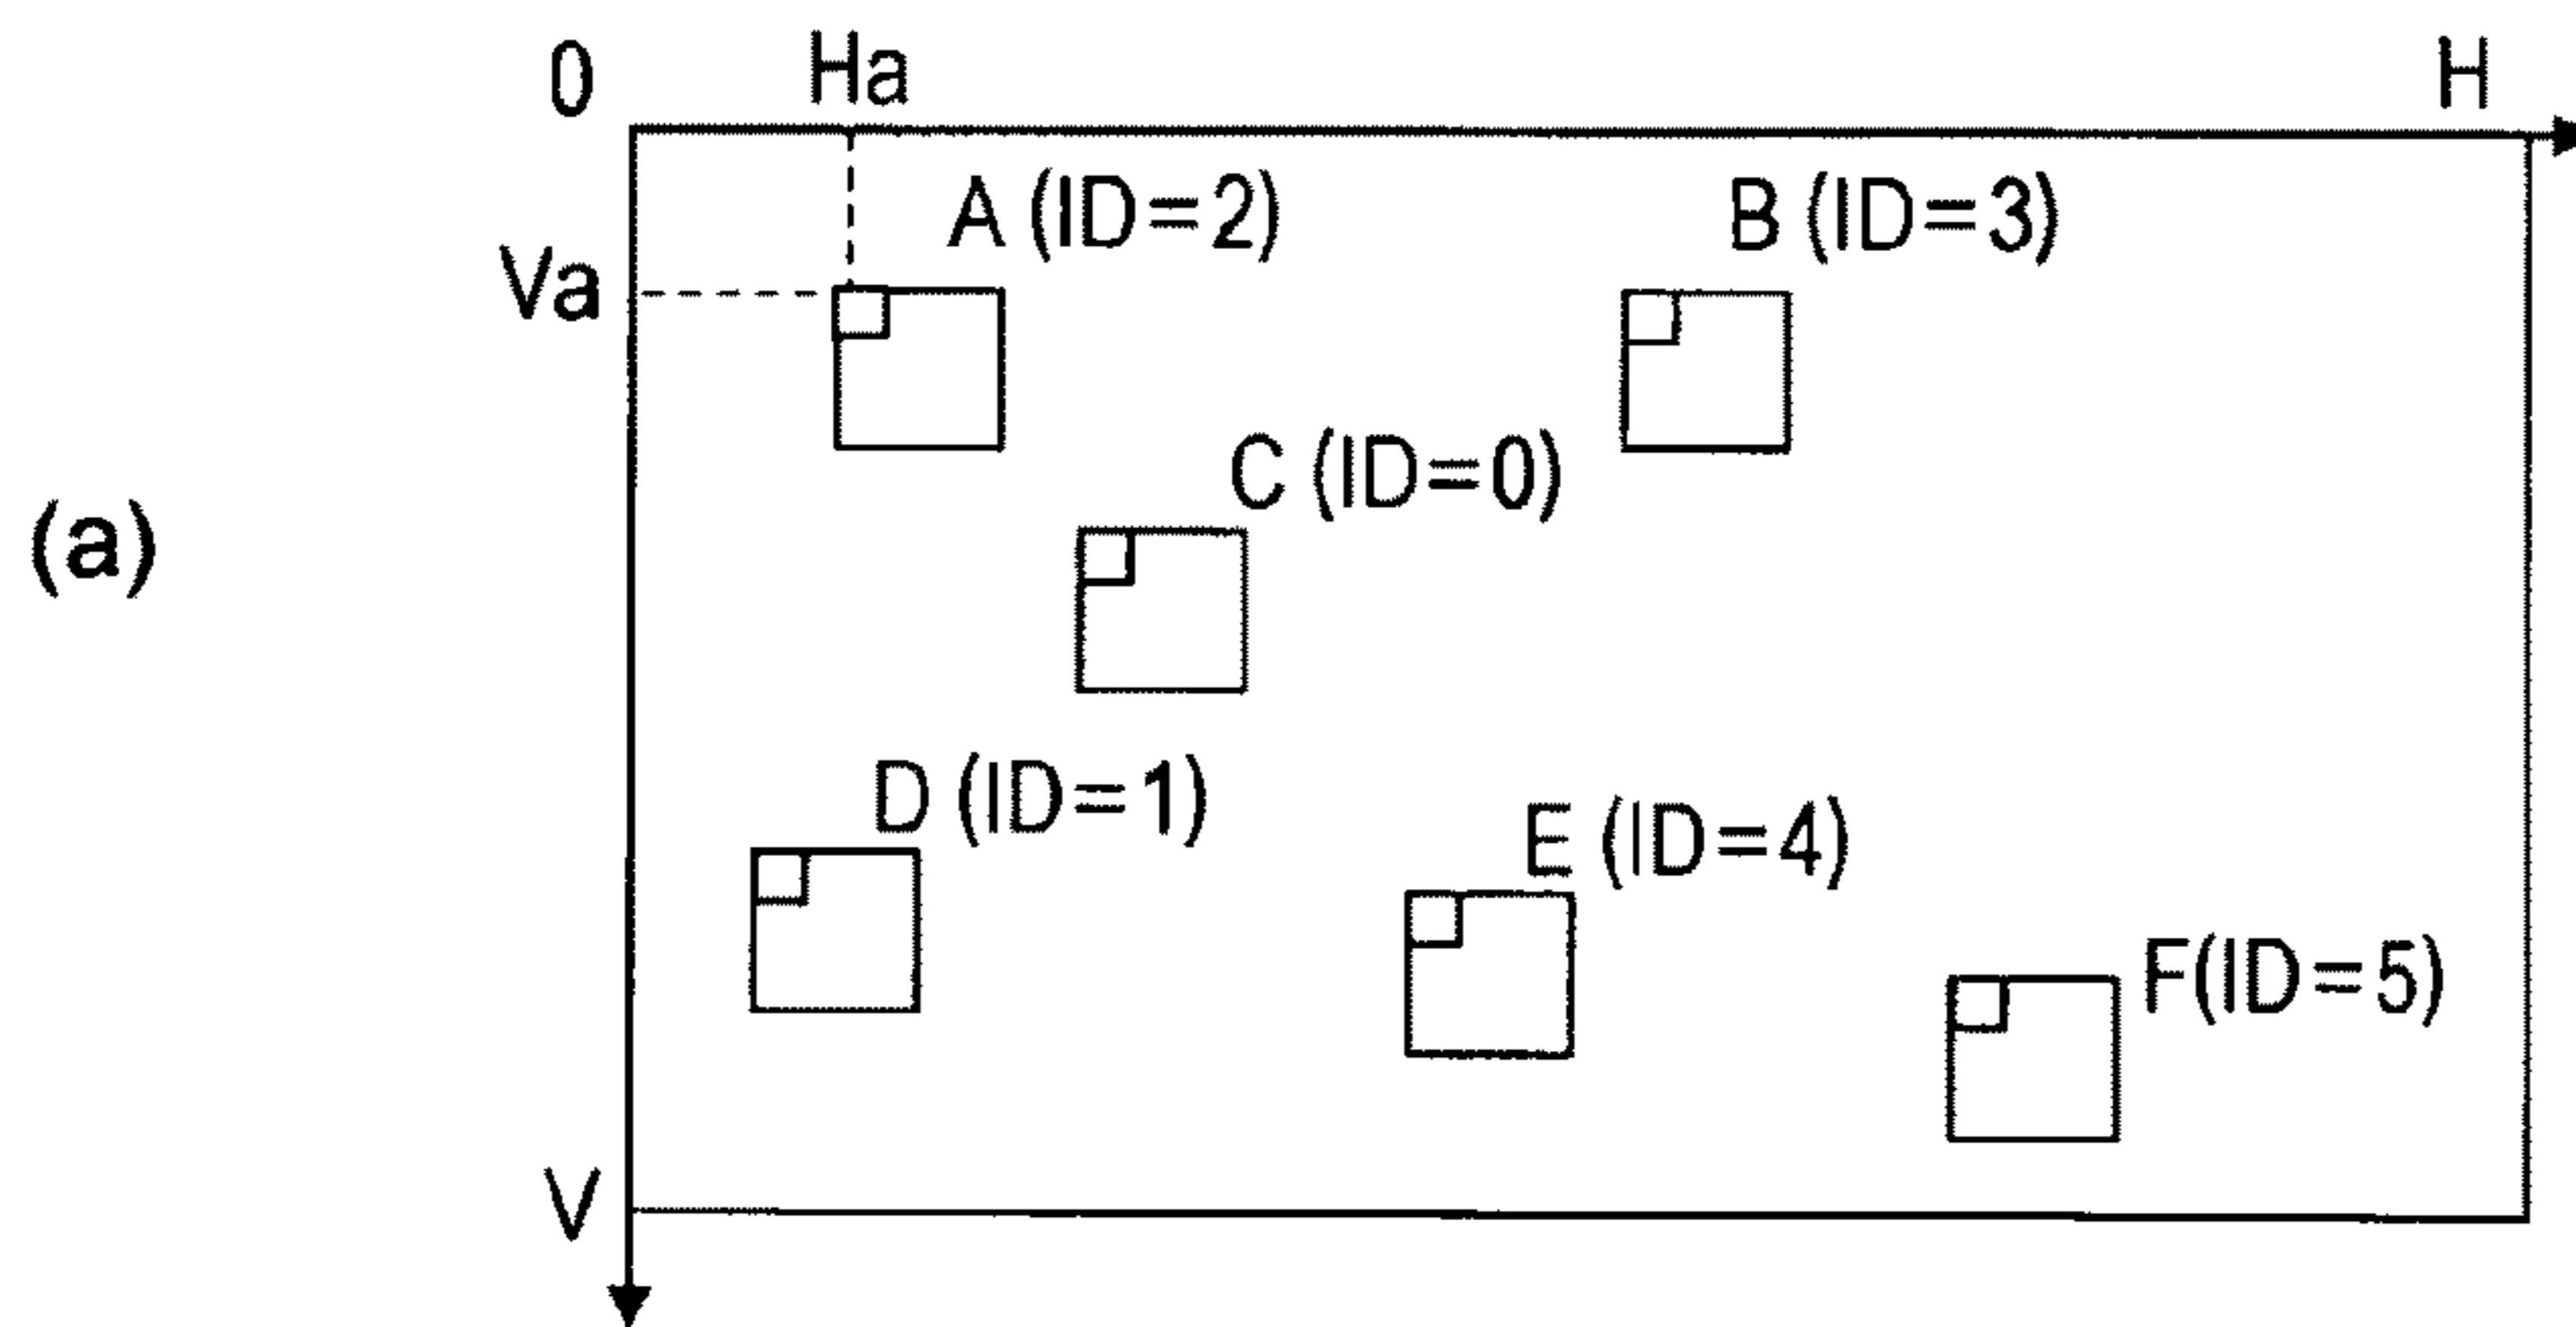 0 Ha H
A (ID=2) B (ID=3)
Va
C (ID=0)
(a)
D (ID=1)
E (ID=4)
F(ID=5)
V